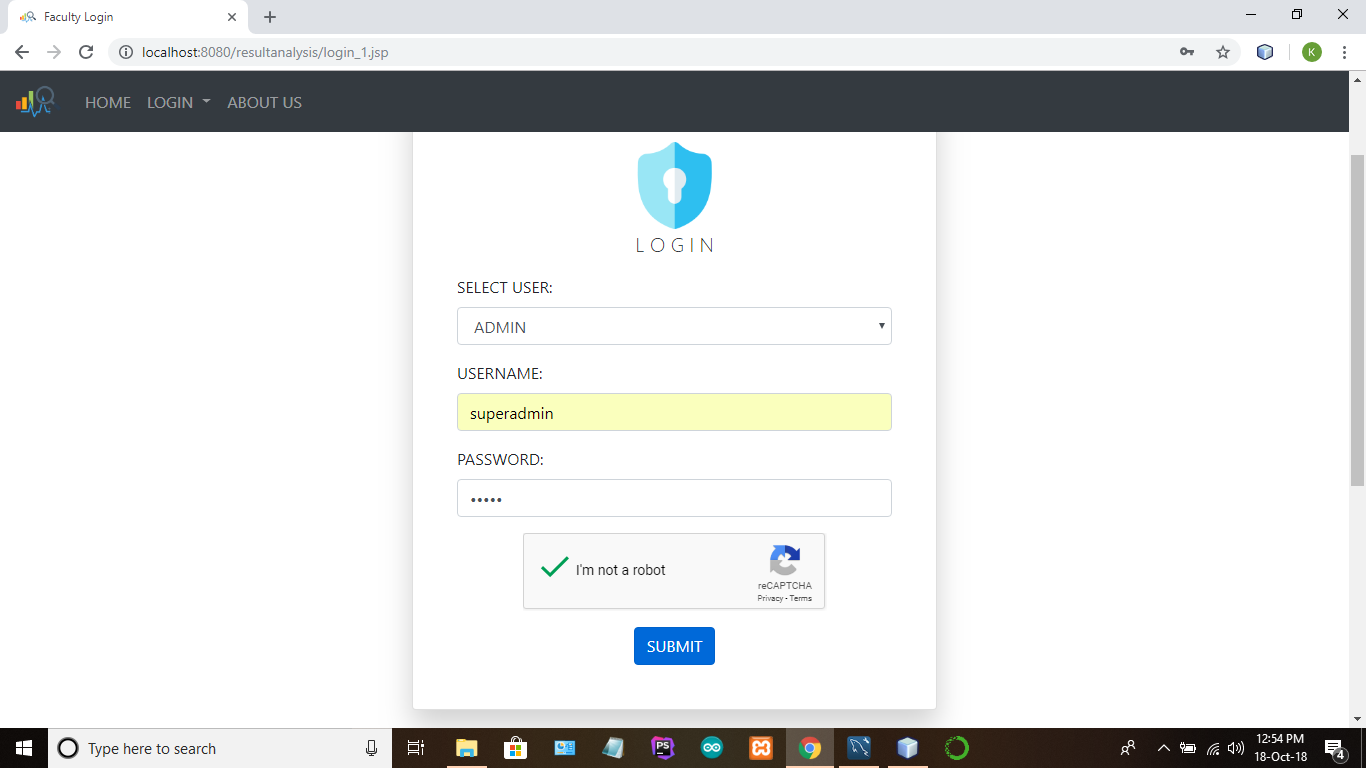 Faculty Login
localhost:8080/resultanalysis/login_1.jsp
K
HOME LOGIN ABOUT US
LOGIN
SELECT USER:
ADMIN
USERNAME:
superadmin
PASSWORD:
•••••
I'm not a robot
reCAPTCHA
Privacy - Terms
SUBMIT
Type here to search
PS
12:54 PM
18-Oct-18
4